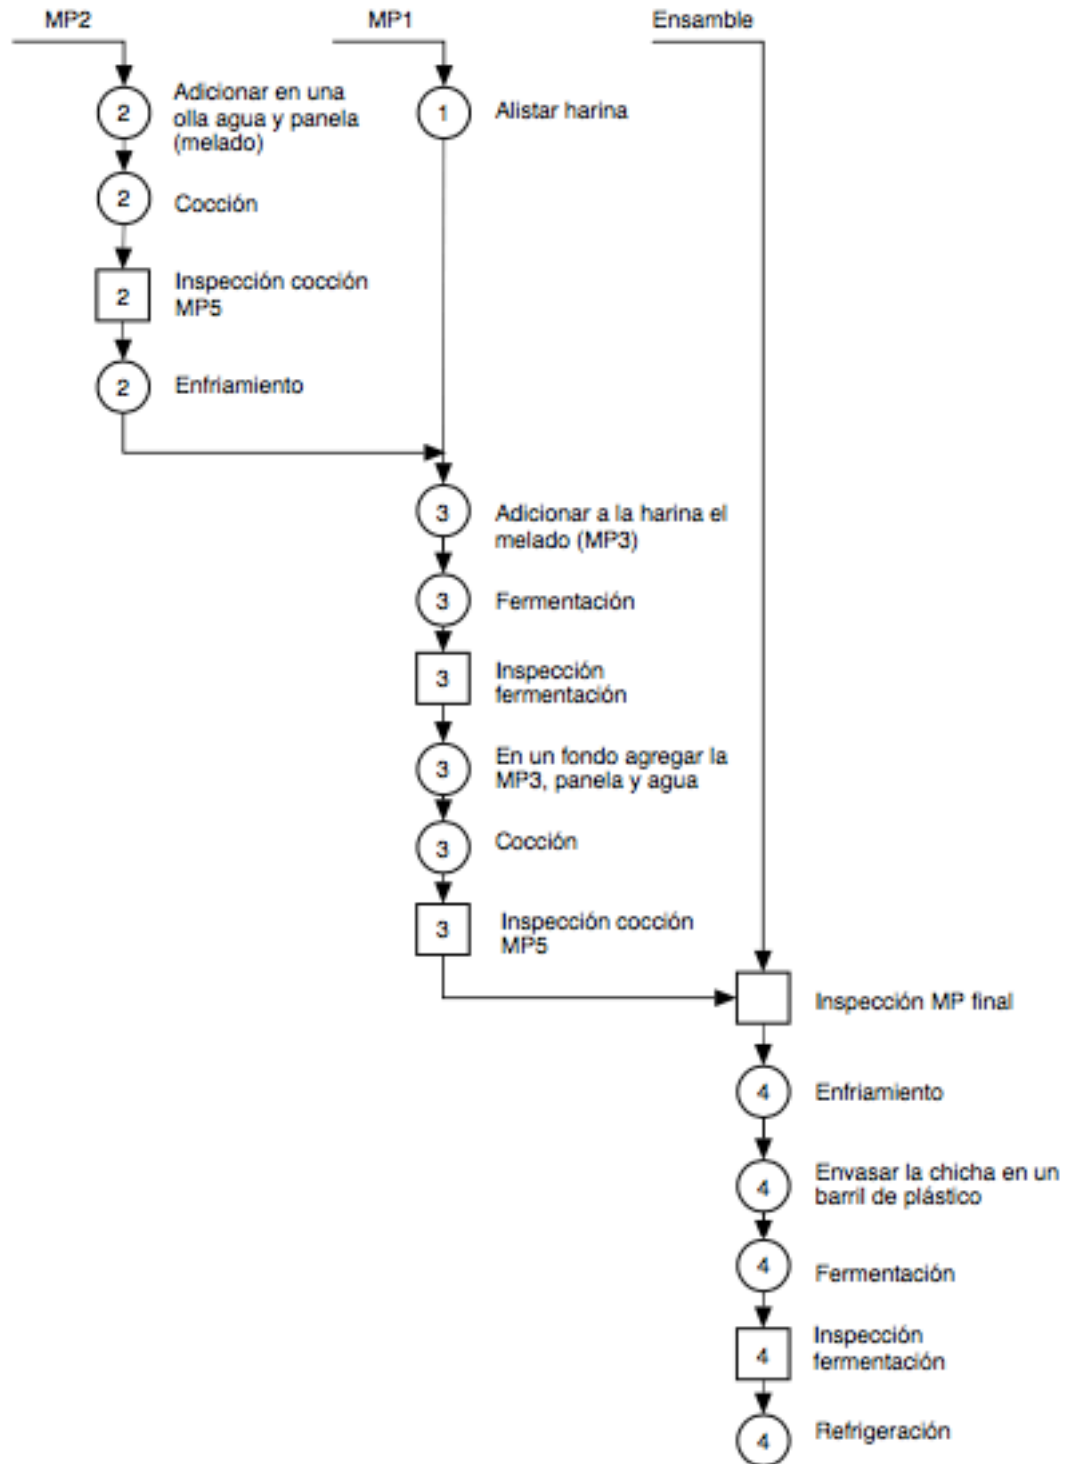 MP2
MP1
Ensamble
2
Adicionar en una
olla agua y panela
(melado)
1
Alistar harina
2
Cocción
2
Inspección cocción
MP5
2
Enfriamiento
3
Adicionar a la harina el
melado (MP3)
3
Fermentación
3
Inspección
fermentación
3
En un fondo agregar la
MP3, panela y agua
3
Cocción
3
Inspección cocción
MP5
Inspección MP final
4
Enfriamiento
4
Envasar la chicha en un
barril de plástico
4
Fermentación
4
Inspección
fermentación
4
Refrigeración